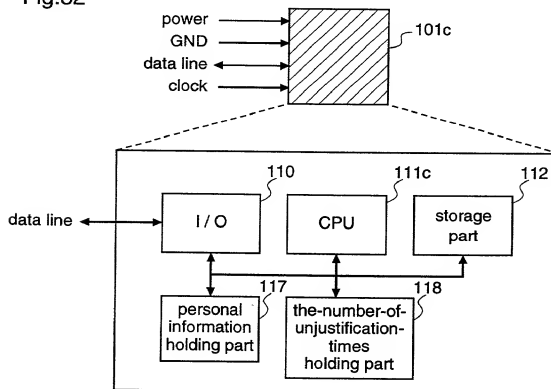 Fig.82
power
GND
data line
clock
101c
110
111c
112
data line
I / O
CPU
storage
part
117
118
personal
information
holding part
the-number-of-
unjustification-
times
holding part